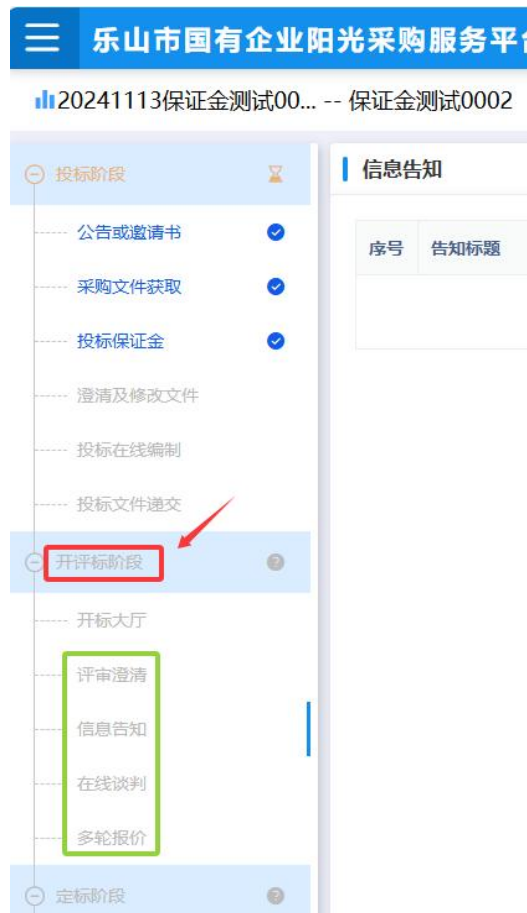 乐山市国有企业阳光采购服务平台
20241113保证金测试00... -- 保证金测试0002
投标阶段
信息告知
公告或邀请书
序号 告知标题
采购文件获取
投标保证金
澄清及修改文件
投标在线编制
投标文件递交
开评标阶段
开标大厅
评审澄清
信息告知
在线谈判
多轮报价
定标阶段